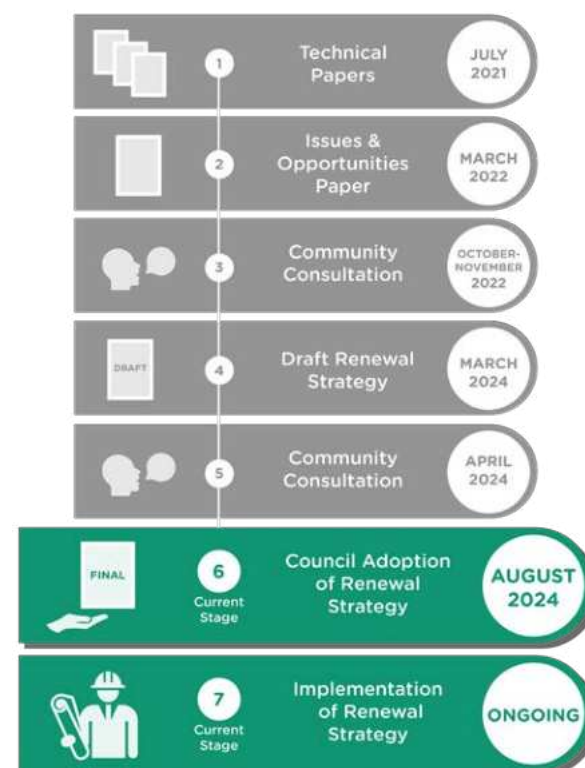 1
Technical
Papers
JULY
2021
2
Issues &
Opportunities
Paper
MARCH
2022
3
Community
Consultation
OCTOBER-
NOVEMBER
2022
DRAFT
4
Draft Renewal
Strategy
MARCH
2024
5
Community
Consultation
APRIL
2024
FINAL
6
Current
Stage
Council Adoption
of Renewal
Strategy
AUGUST
2024
7
Current
Stage
Implementation
of Renewal
Strategy
ONGOING